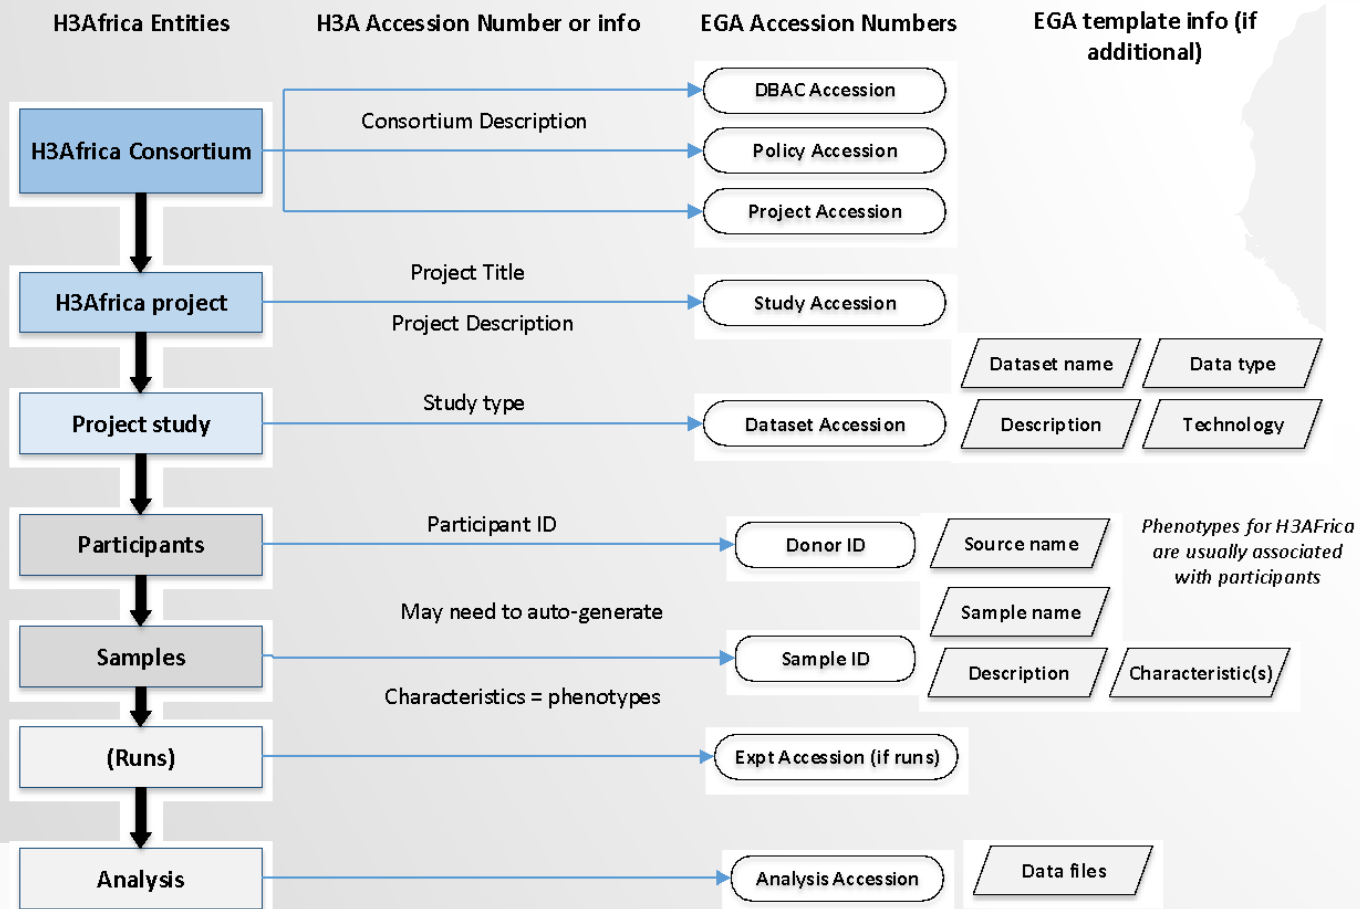 H3Africa Entities
H3A Accession Number or info
EGA Accession Numbers
EGA template info (if
additional)
DBAC Accession
Consortium Description
H3Africa Consortium
Policy Accession
Project Accession
Project Title
H3Africa project
Study Accession
Project Description
Dataset name
Data type
Study type
Project study
Dataset Accession
Description
Technology
Participant ID
Participants
Donor ID
Source name
Phenotypes for H3AFrica
are usually associated
with participants
May need to auto-generate
Sample name
Samples
Sample ID
Description
Characteristic(s)
Characteristics = phenotypes
(Runs)
Expt Accession (if runs)
Analysis
Analysis Accession
Data files